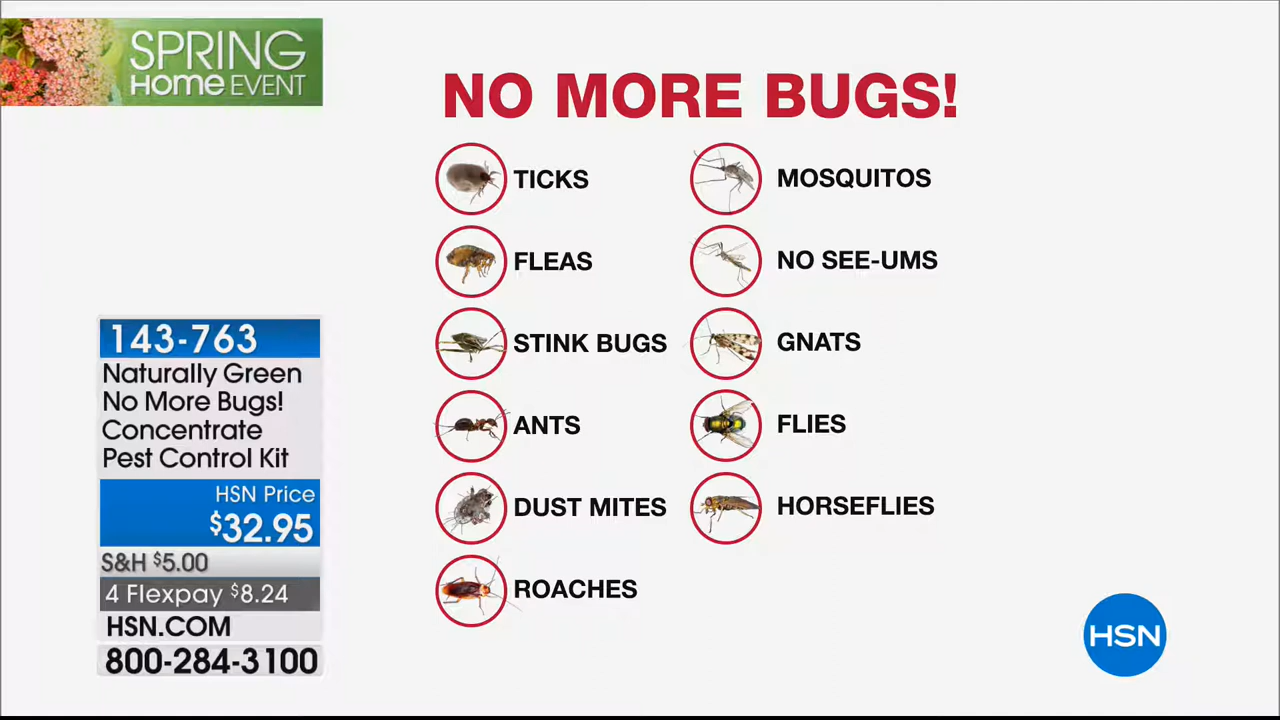 SPRING
Home EVENT
NO MORE BUGS!
TICKS
FLEAS
STINK BUGS
ANTS
DUST MITES
ROACHES
MOSQUITOS
NO SEE-UMS
GNATS
FLIES
HORSEFLIES
143-763
Naturally Green
No More Bugs!
Concentrate
Pest Control Kit
HSN Price
$32.95
S&H $5.00
4 Flexpay $8.24
HSN.COM
800-284-3100
HSN